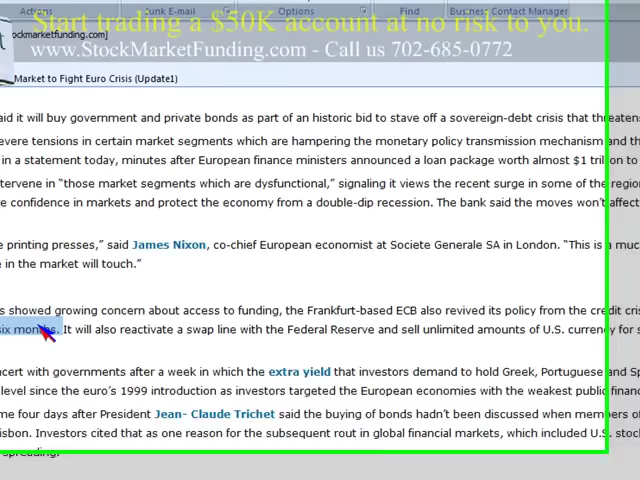 Actions Junk E-mail Options Find Business Contact Manager
Start trading a $50K account at no risk to you.
ockmarketfunding.com]
www.StockMarketFunding.com - Call us 702-685-0772
Market to Fight Euro Crisis (Update1)
aid it will buy government and private bonds as part of an historic bid to stave off a sovereign-debt crisis that threatens
evere tensions in certain market segments which are hampering the monetary policy transmission mechanism and the
in a statement today, minutes after European finance ministers announced a loan package worth almost $1 trillion to
tervene in “those market segments which are dysfunctional,” signaling it views the recent surge in some of the region
re confidence in markets and protect the economy from a double-dip recession. The bank said the moves won’t affect
e printing presses,” said James Nixon, co-chief European economist at Societe Generale SA in London. “This is a muc
e in the market will touch.”
s showed growing concern about access to funding, the Frankfurt-based ECB also revived its policy from the credit cris
six months. It will also reactivate a swap line with the Federal Reserve and sell unlimited amounts of U.S. currency for s
ncert with governments after a week in which the extra yield that investors demand to hold Greek, Portuguese and Sp
level since the euro’s 1999 introduction as investors targeted the European economies with the weakest public financ
me four days after President Jean- Claude Trichet said the buying of bonds hadn’t been discussed when members of
isbon. Investors cited that as one reason for the subsequent rout in global financial markets, which included U.S. stock
spreading.